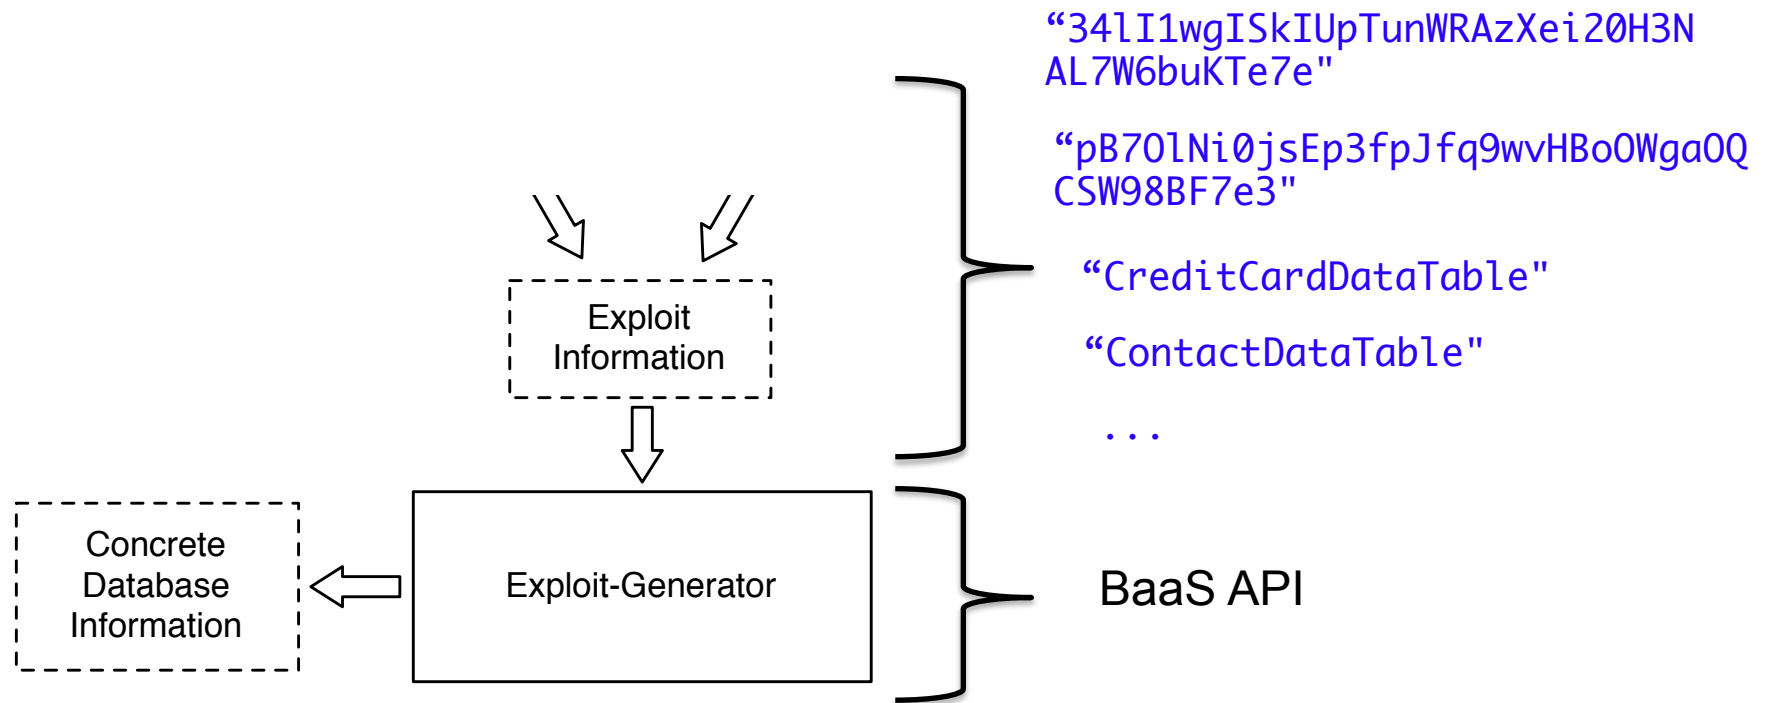 “34lI1wgISkIUpTunWRAzXei20H3N
AL7W6buKTe7e"
“pB7OlNi0jsEp3fpJfq9wvHBoOWgaOQ
CSW98BF7e3"
“CreditCardDataTable"
“ContactDataTable"
...
Exploit
Information
Concrete
Database
Information
Exploit-Generator
BaaS API